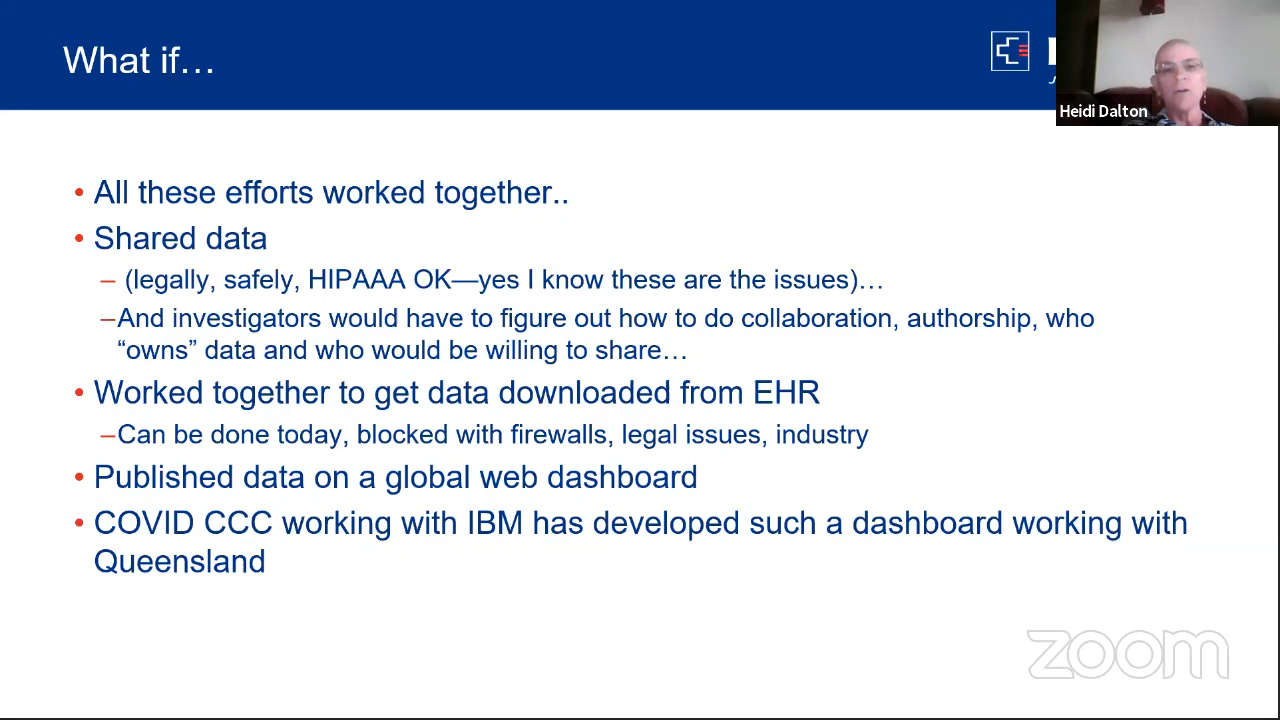 What if…
Heidi Dalton
• All these efforts worked together..
• Shared data
– (legally, safely, HIPAAA OK—yes I know these are the issues)…
–And investigators would have to figure out how to do collaboration, authorship, who
“owns” data and who would be willing to share…
• Worked together to get data downloaded from EHR
–Can be done today, blocked with firewalls, legal issues, industry
• Published data on a global web dashboard
• COVID CCC working with IBM has developed such a dashboard working with
Queensland
zoom